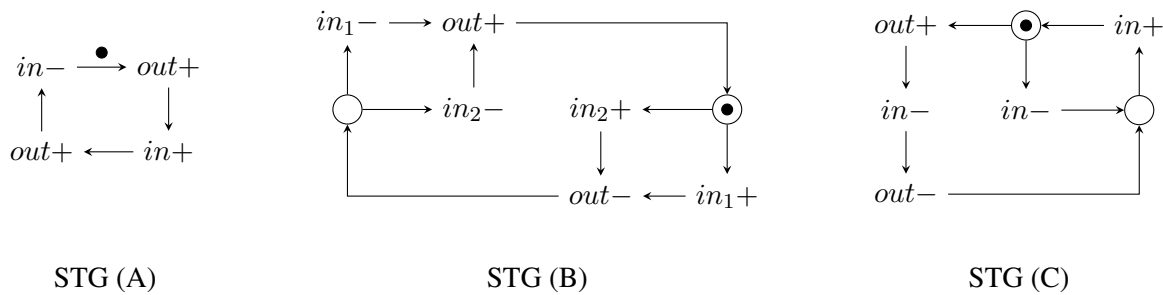 in− out+
out+ in+
STG (A)
in₁− out+
in₂− in₂+
out− in₁+
STG (B)
out+ in+
in− in−
out−
STG (C)